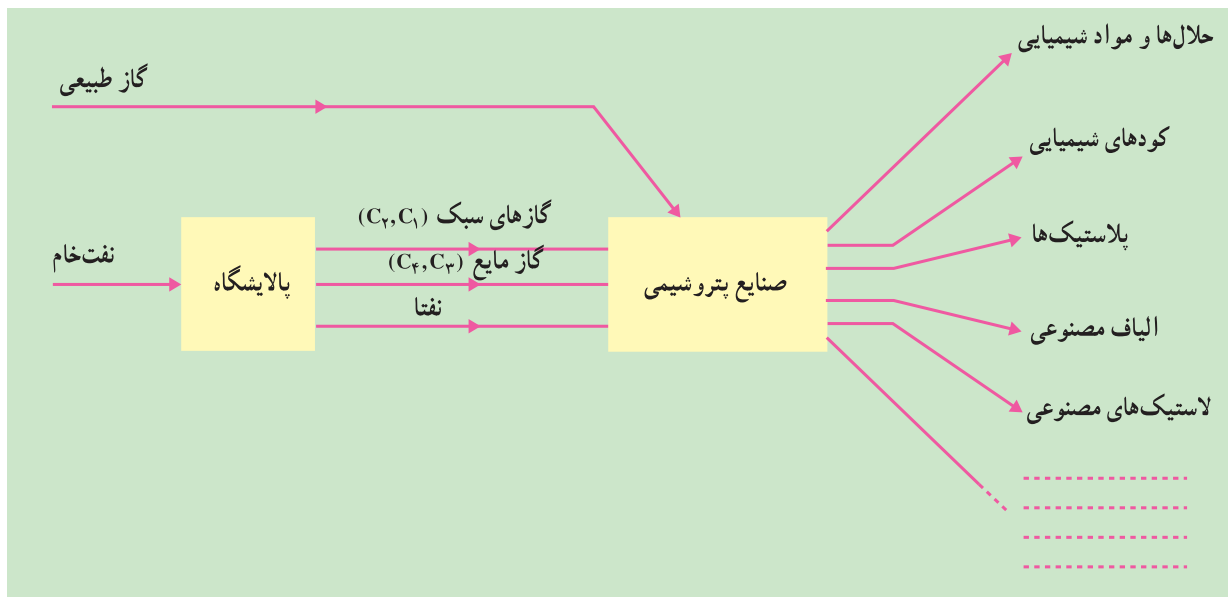 حلال‌ها و مواد شیمیایی
گاز طبیعی
کودهای شیمیایی
گازهای سبک (C۲,C۱)
پلاستیک‌ها
نفت‌خام
گاز مایع (C۴,C۳)
پالایشگاه
صنایع پتروشیمی
نفتا
الیاف مصنوعی
لاستیک‌های مصنوعی